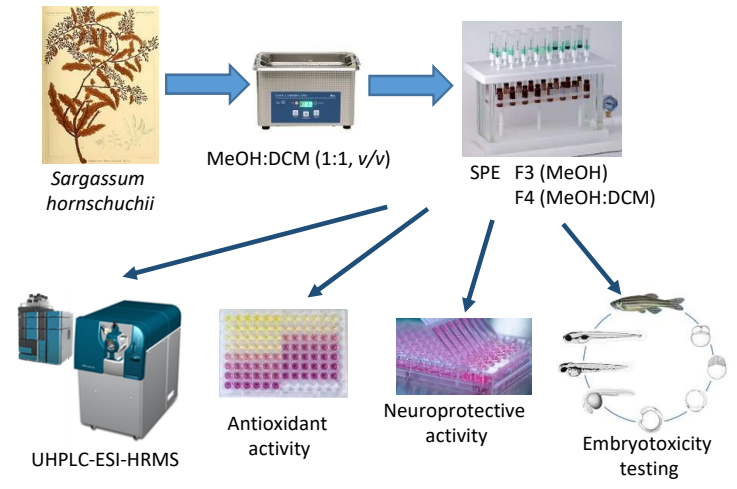 Sargassum
hornschuchii
MeOH:DCM (1:1, v/v)
SPE F3 (MeOH)
F4 (MeOH:DCM)
UHPLC-ESI-HRMS
Antioxidant
activity
Neuroprotective
activity
Embryotoxicity
testing